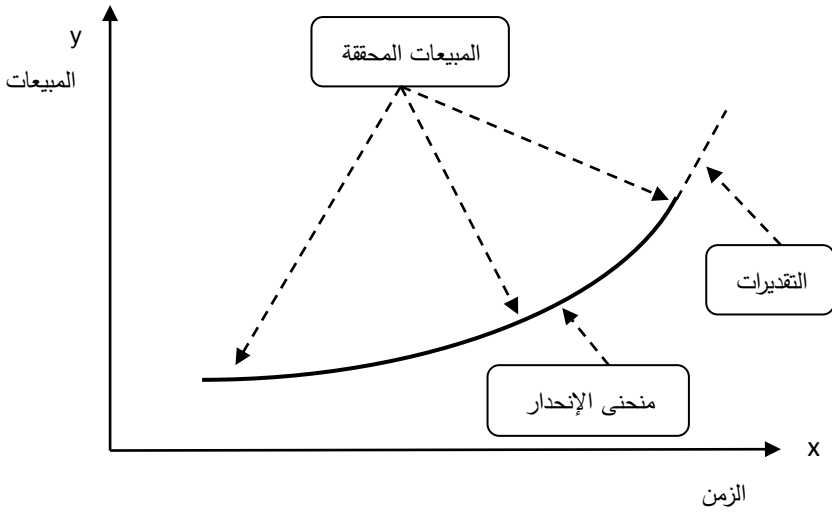 y
المبيعات
المبيعات المحققة
التقديرات
منحنى الإنحدار
x
الزمن